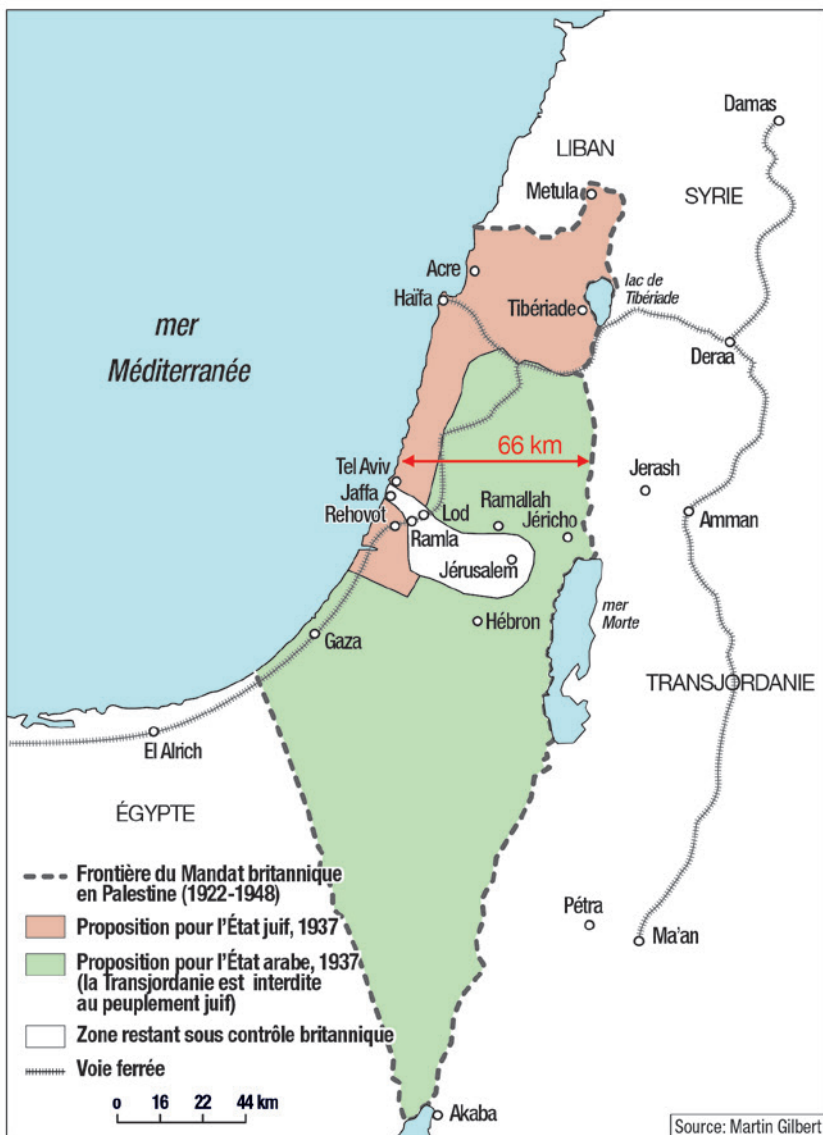 Damas
LIBAN
Metula
SYRIE
Acre
lac de
Tibériade
Haïfa
Tibériade
mer
Méditerranée
Deraa
66 km
Tel Aviv
Jerash
Jaffa
Ramallah
Rehovot
Lod
Jéricho
Amman
Ramla
Jérusalem
mer
Morte
Hébron
Gaza
TRANSJORDANIE
El Alrich
ÉGYPTE
Frontière du Mandat britannique
en Palestine (1922-1948)
Proposition pour l'État juif, 1937
Pétra
Ma'an
Proposition pour l'État arabe, 1937
(la Transjordanie est interdite
au peuplement juif)
Zone restant sous contrôle britannique
Voie ferrée
0 16 22 44 km
Akaba
Source: Martin Gilbert